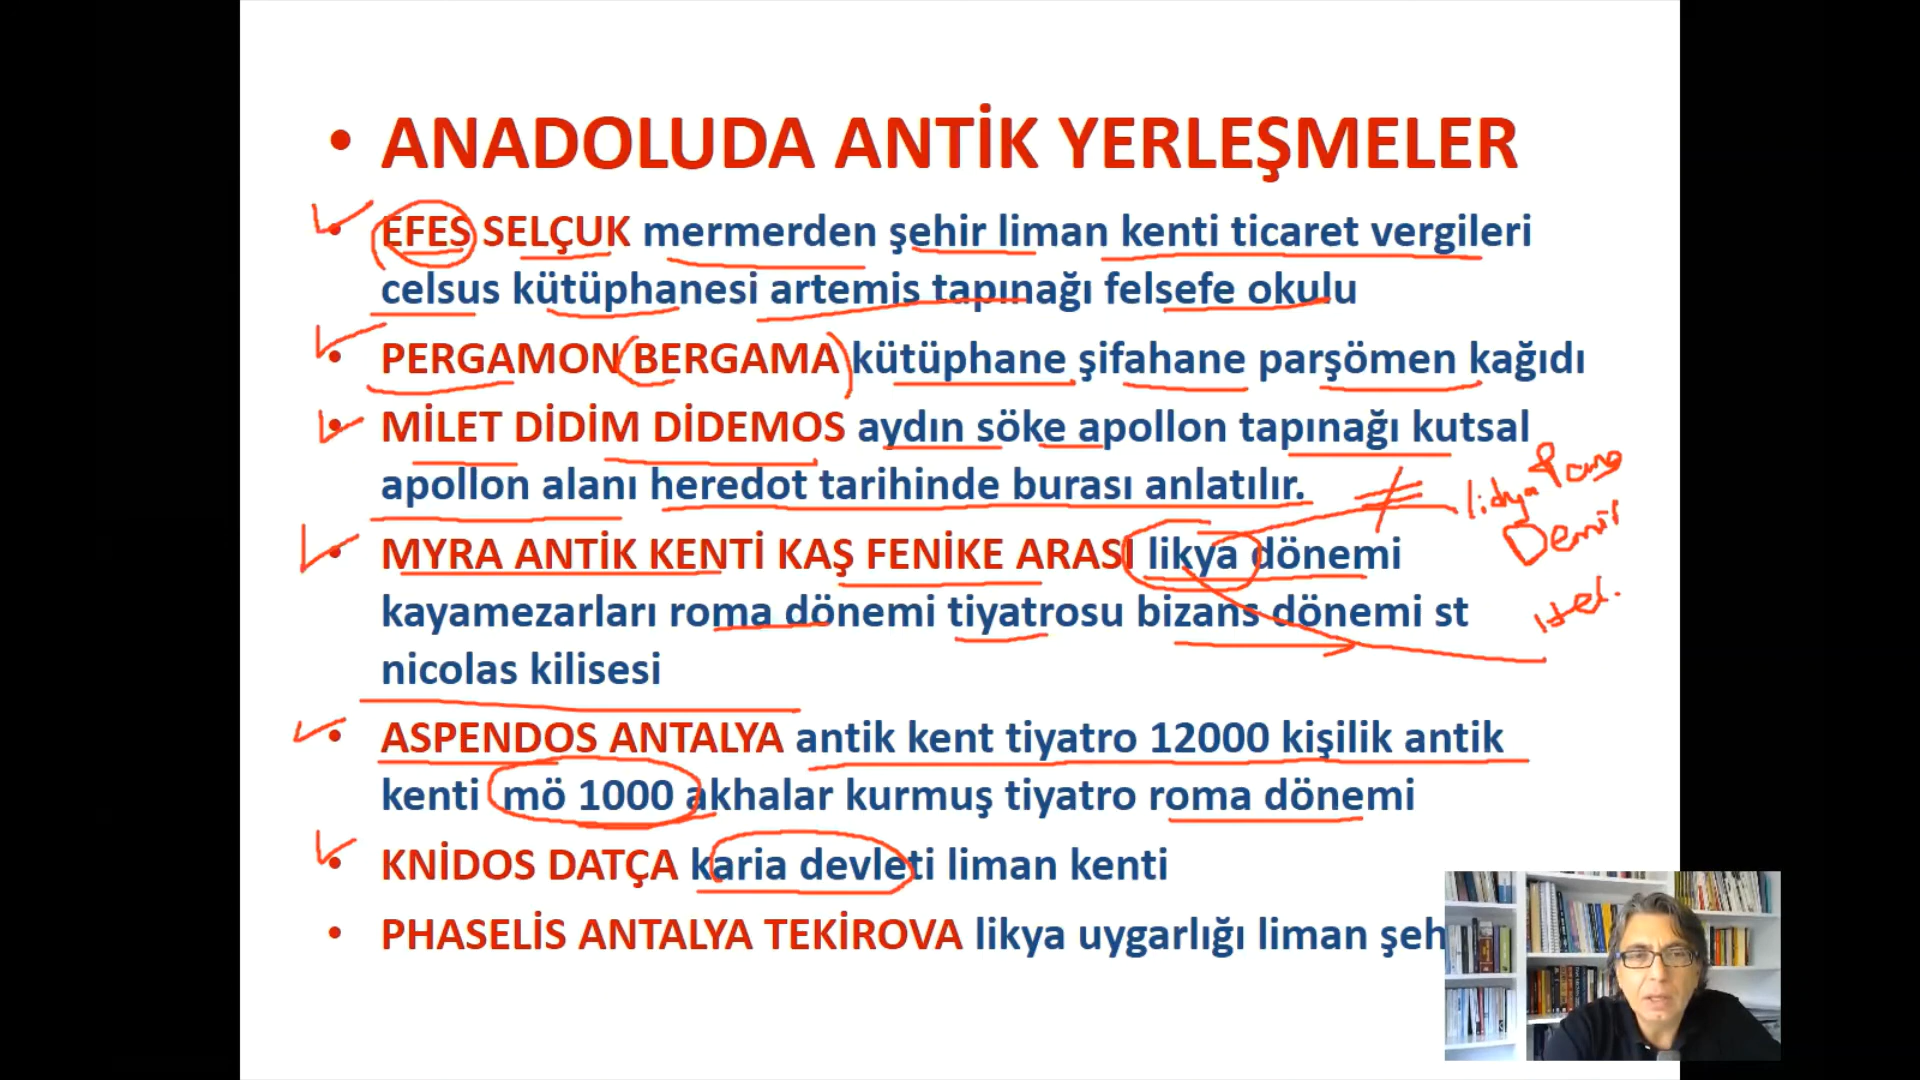 • ANADOLUDA ANTİK YERLEŞMELER
• EFES SELÇUK mermerden şehir liman kenti ticaret vergileri
celsus kütüphanesi artemis tapınağı felsefe okulu
• PERGAMON BERGAMA kütüphane şifahane parşömen kağıdı
• MİLET DİDİM DİDEMOS aydın söke apollon tapınağı kutsal
apollon alanı heredot tarihinde burası anlatılır.
lidya
• MYRA ANTİK KENTİ KAŞ FENİKE ARASI likya dönemi
kayamezarları roma dönemi tiyatrosu bizans dönemi st
nicolas kilisesi
• ASPENDOS ANTALYA antik kent tiyatro 12000 kişilik antik
kenti mö 1000 akhalar kurmuş tiyatro roma dönemi
• KNİDOS DATÇA karia devleti liman kenti
• PHASELİS ANTALYA TEKİROVA likya uygarlığı liman şeh